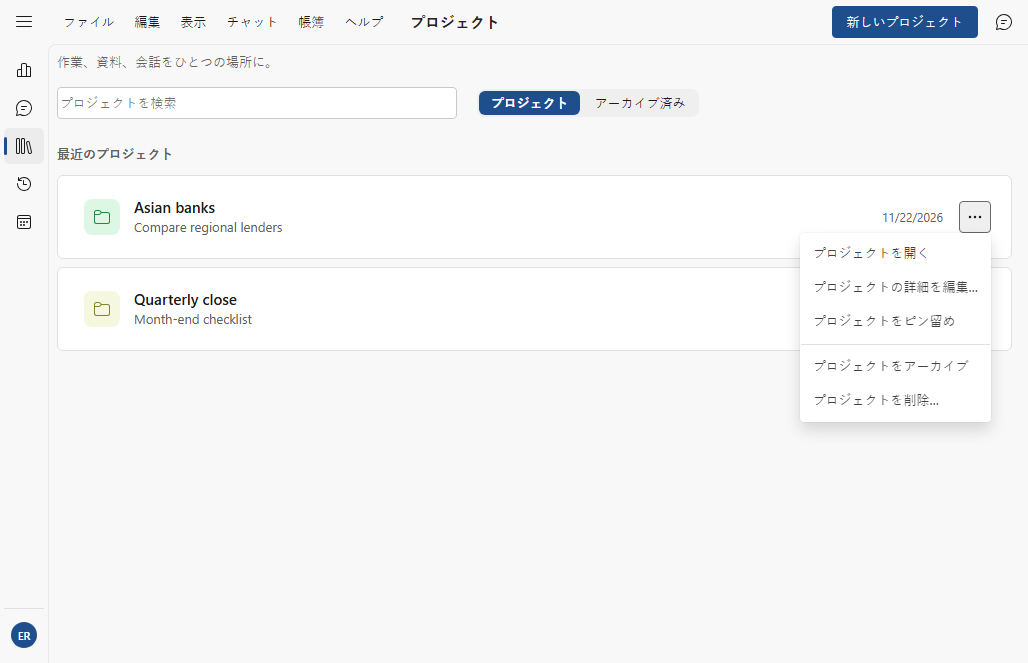 ファイル 編集 表示 チャット 帳簿 ヘルプ プロジェクト 新しいプロジェクト
作業、資料、会話をひとつの場所に。
プロジェクトを検索 プロジェクト アーカイブ済み
最近のプロジェクト
Asian banks
Compare regional lenders
11/22/2026
プロジェクトを開く
プロジェクトの詳細を編集...
プロジェクトをピン留め
プロジェクトをアーカイブ
プロジェクトを削除...
Quarterly close
Month-end checklist
ER